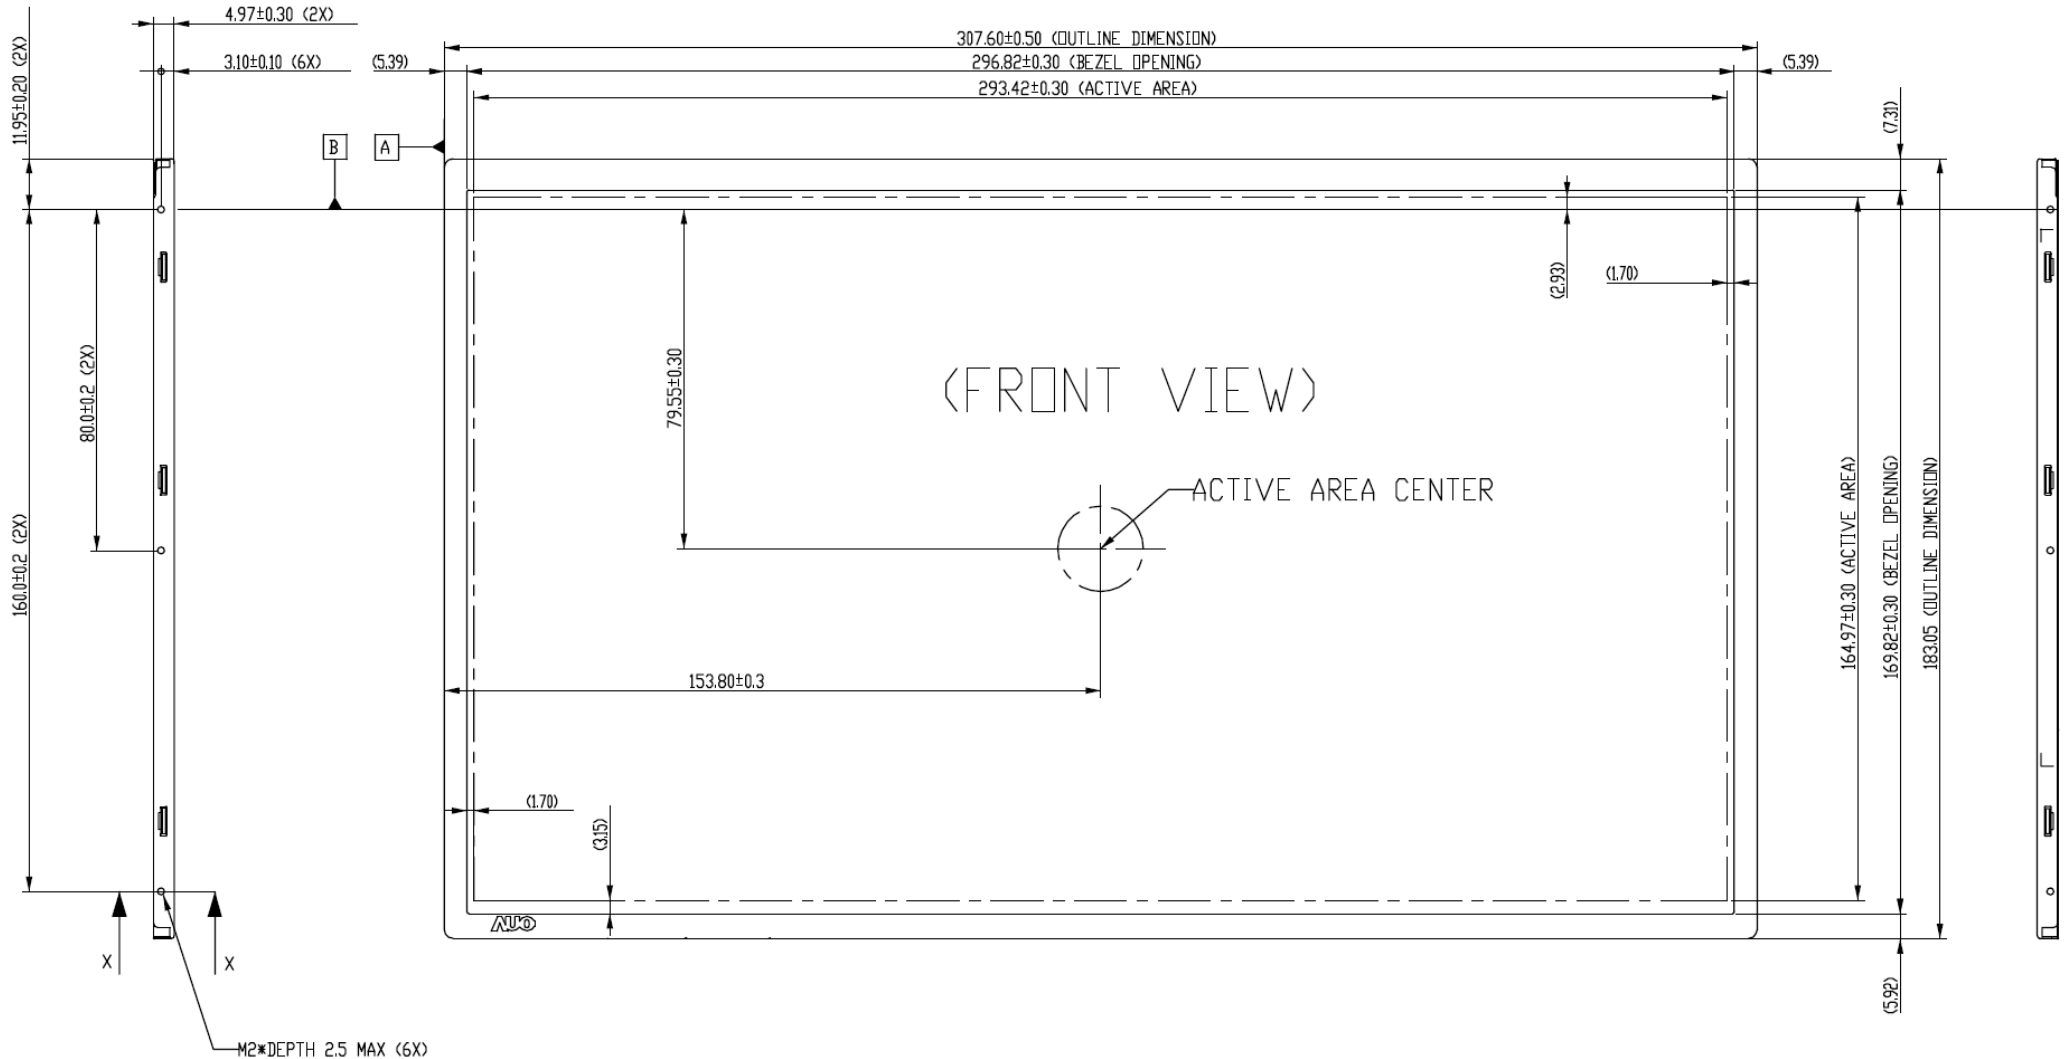 4.97±0.30 (2X)
307.60±0.50 (OUTLINE DIMENSION)
3.10±0.10 (6X)
(5.39)
296.82±0.30 (BEZEL OPENING)
(5.39)
293.42±0.30 (ACTIVE AREA)
11.95±0.20 (2X)
(7.31)
B
A
(2.93)
(1.70)
80.0±0.2 (2X)
79.55±0.30
(FRONT VIEW)
ACTIVE AREA CENTER
160.0±0.2 (2X)
164.97±0.30 (ACTIVE AREA)
169.82±0.30 (BEZEL OPENING)
183.05 (OUTLINE DIMENSION)
153.80±0.3
(1.70)
(3.15)
AUO
X
X
(5.92)
M2*DEPTH 2.5 MAX (6X)